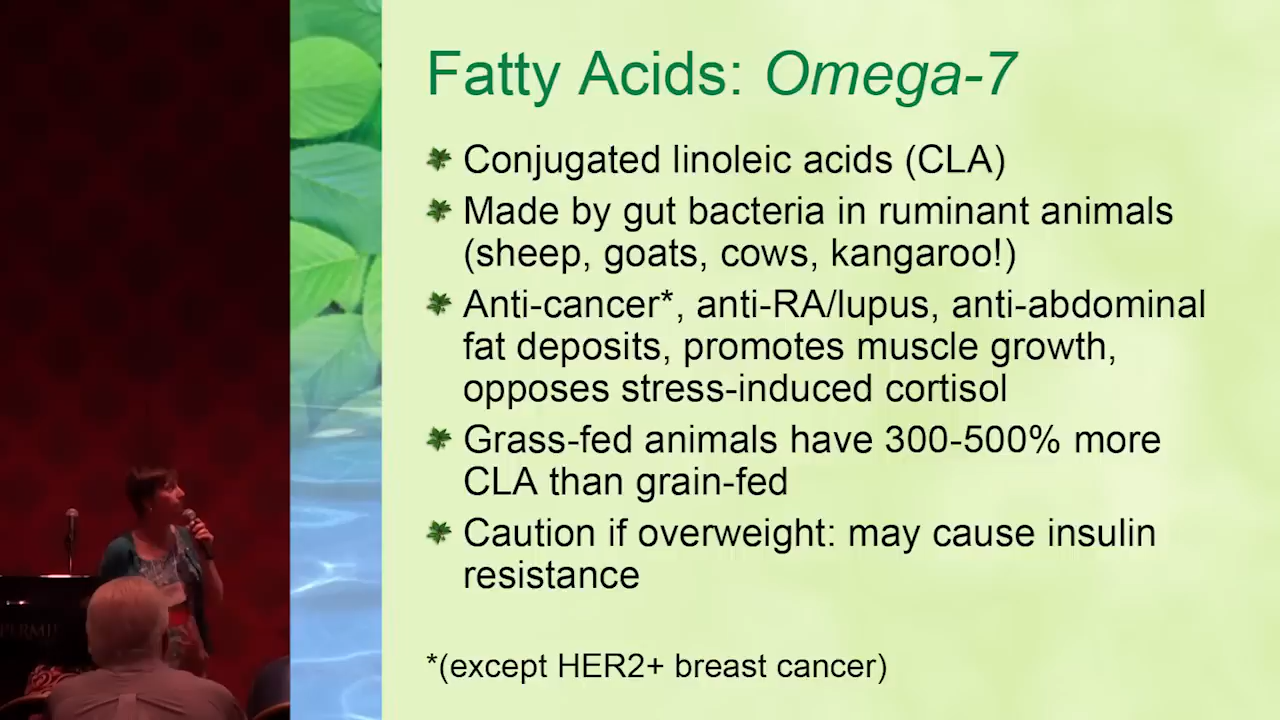 Fatty Acids: Omega-7
Conjugated linoleic acids (CLA)
Made by gut bacteria in ruminant animals
(sheep, goats, cows, kangaroo!)
Anti-cancer*, anti-RA/lupus, anti-abdominal
fat deposits, promotes muscle growth,
opposes stress-induced cortisol
Grass-fed animals have 300-500% more
CLA than grain-fed
Caution if overweight: may cause insulin
resistance
*(except HER2+ breast cancer)